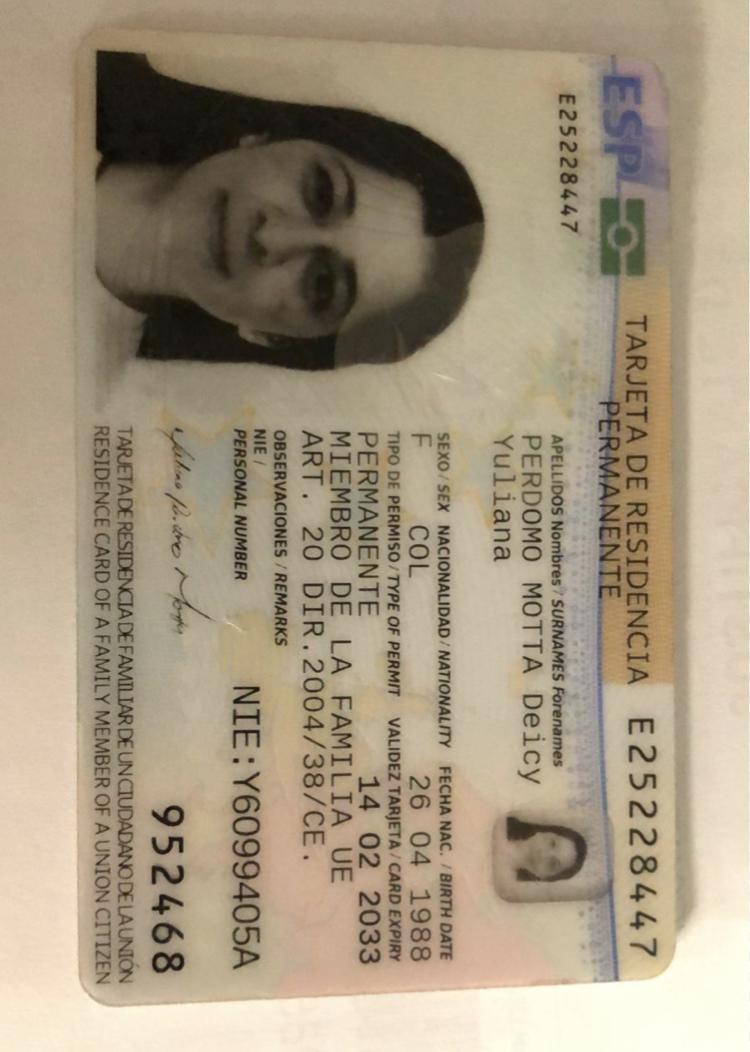 ESP
TARJETA DE RESIDENCIA E25228447
PERMANENTE
E25228447
APELLIDOS Nombres / SURNAMES Forenames
PERDOMO MOTTA Deicy
Yuliana
SEXO / SEX NACIONALIDAD / NATIONALITY FECHA NAC. / BIRTH DATE
F COL 26 04 1988
TIPO DE PERMISO / TYPE OF PERMIT VALIDEZ TARJETA / CARD EXPIRY
PERMANENTE 14 02 2033
MIEMBRO DE LA FAMILIA UE
ART. 20 DIR.2004/38/CE.
OBSERVACIONES / REMARKS
NIE /
PERSONAL NUMBER NIE:Y6099405A
952468
TARJETA DE RESIDENCIA DE FAMILIAR DE UN CIUDADANO DE LA UNIÓN
RESIDENCE CARD OF A FAMILY MEMBER OF A UNION CITIZEN